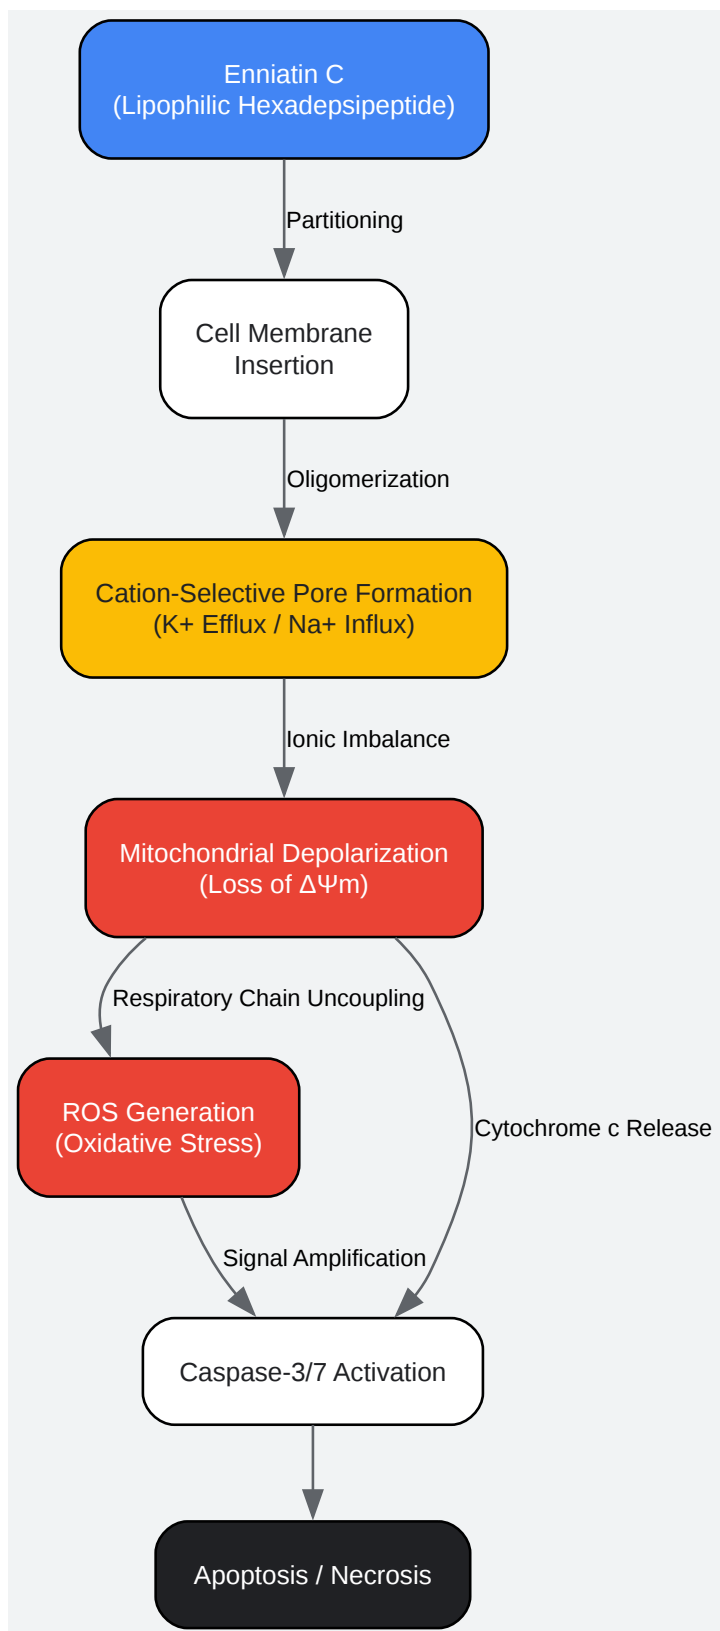 Enniatin C
(Lipophilic Hexadepsipeptide)
Partitioning
Cell Membrane
Insertion
Oligomerization
Cation-Selective Pore Formation
(K+ Efflux / Na+ Influx)
Ionic Imbalance
Mitochondrial Depolarization
(Loss of ΔΨm)
Respiratory Chain Uncoupling
ROS Generation
(Oxidative Stress)
Cytochrome c Release
Signal Amplification
Caspase-3/7 Activation
Apoptosis / Necrosis